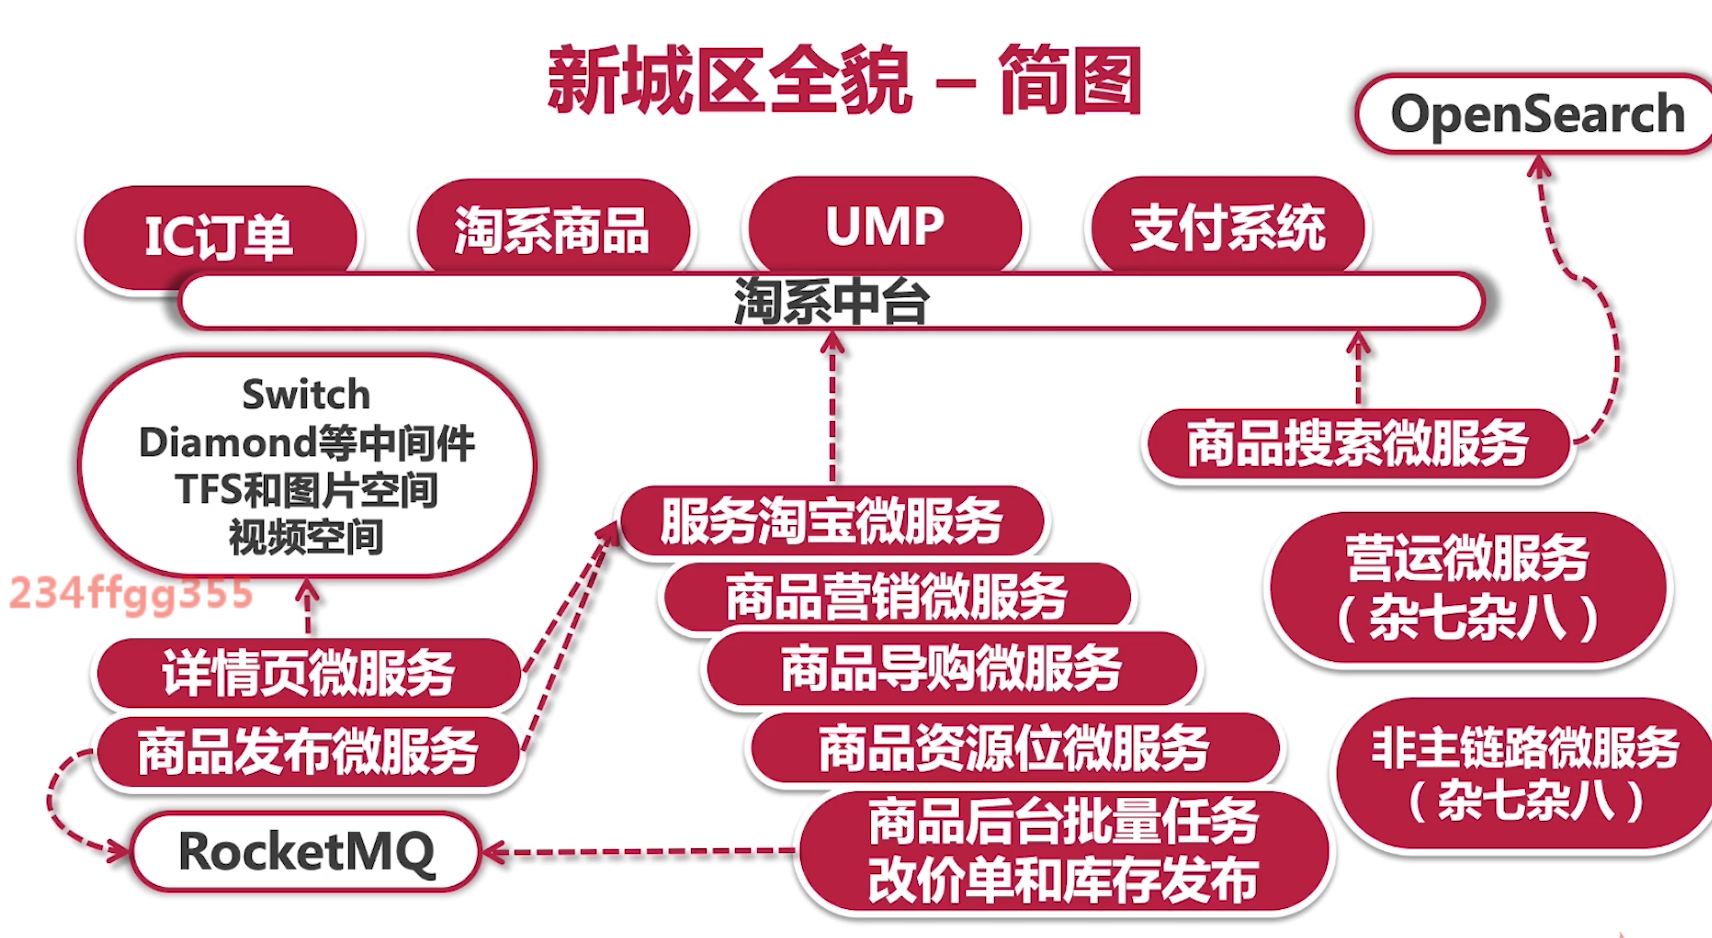 新城区全貌 – 简图
OpenSearch
IC订单
淘系商品
UMP
支付系统
淘系中台
Switch
Diamond等中间件
TFS和图片空间
视频空间
商品搜索微服务
服务淘宝微服务
营运微服务
（杂七杂八）
234ffgg355
商品营销微服务
详情页微服务
商品导购微服务
商品发布微服务
商品资源位微服务
非主链路微服务
（杂七杂八）
RocketMQ
商品后台批量任务
改价单和库存发布